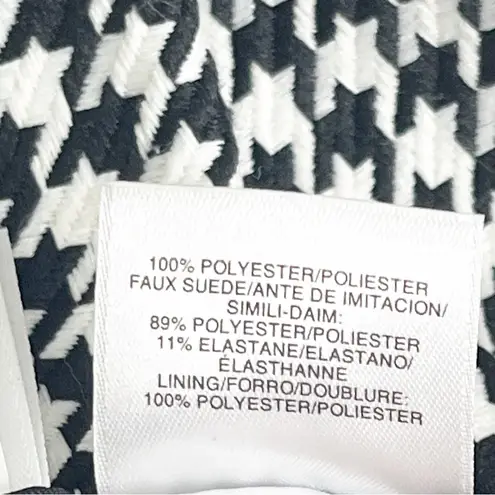 100% POLYESTER/POLIESTER
FAUX SUEDE/ANTE DE IMITACION/
SIMILI-DAIM:
89% POLYESTER/POLIESTER
11% ELASTANE/ELASTANO/
ÉLASTHANNE
LINING/FORRO/DOUBLURE:
100% POLYESTER/POLIESTER